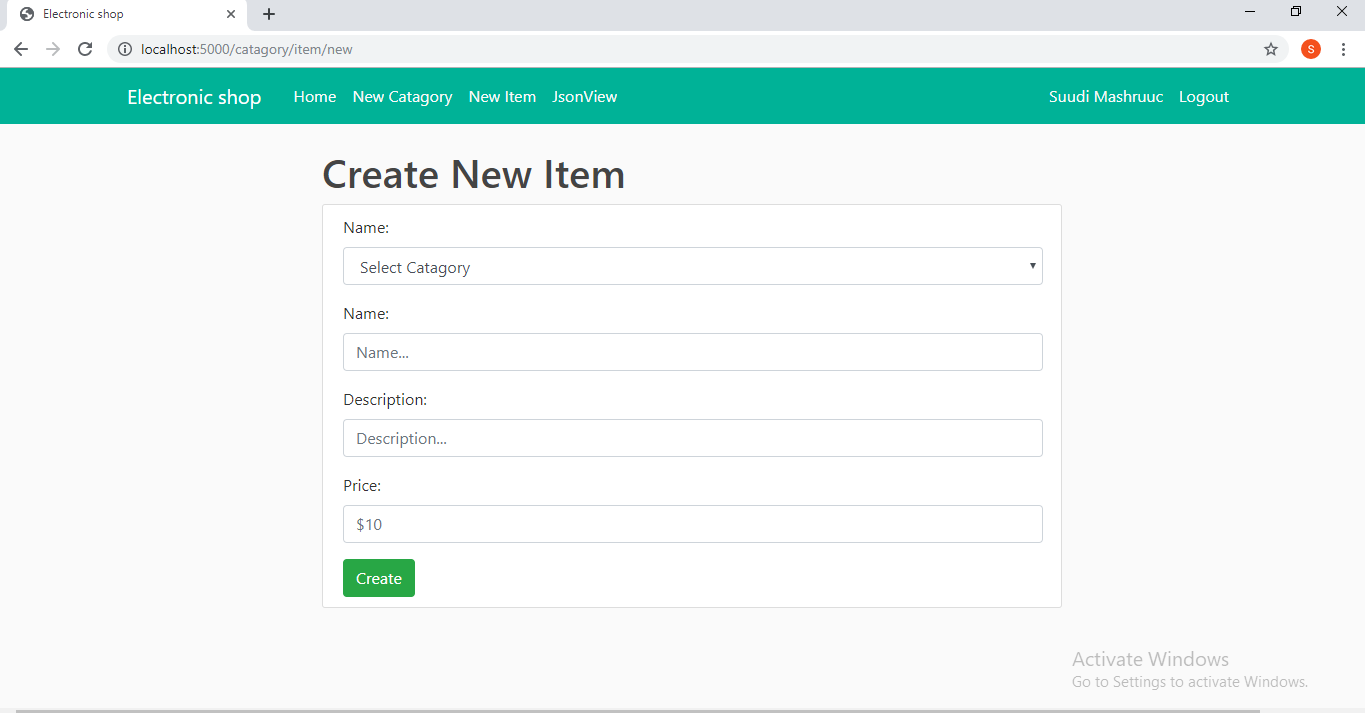 Electronic shop
localhost:5000/catagory/item/new
S
Electronic shop Home New Catagory New Item JsonView Suudi Mashruuc Logout
Create New Item
Name:
Select Catagory
Name:
Name...
Description:
Description...
Price:
$10
Create
Activate Windows
Go to Settings to activate Windows.